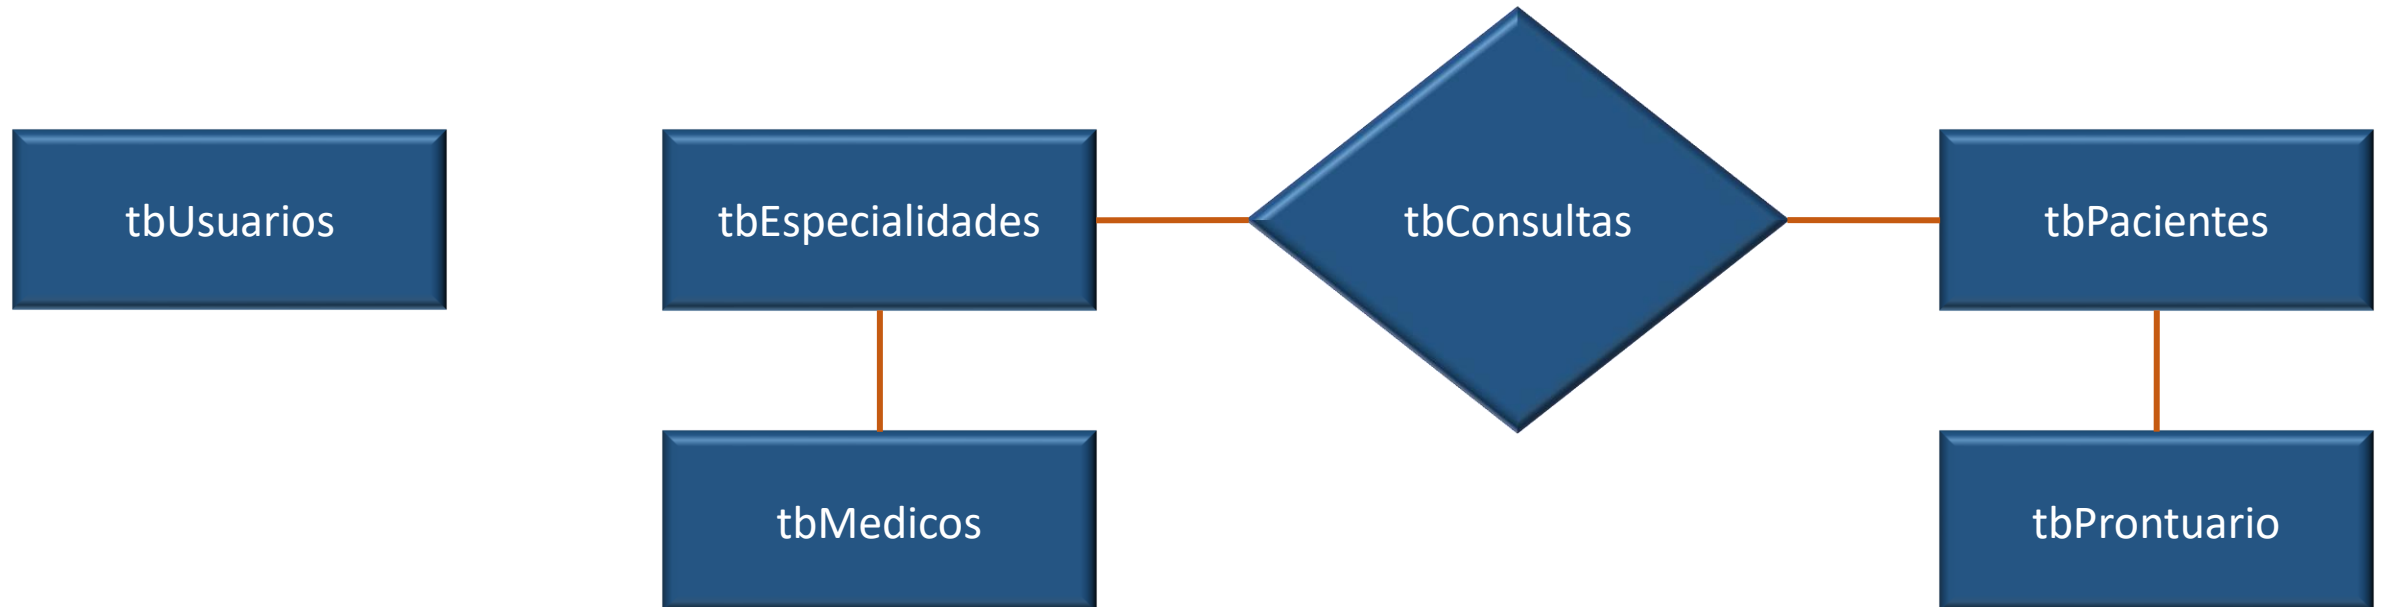 tbUsuarios
tbEspecialidades
tbConsultas
tbPacientes
tbMedicos
tbProntuario